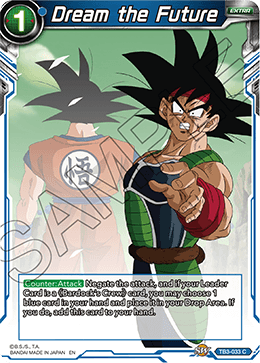 1
Dream the Future
EXTRA
悟
SAMPLE
Counter:Attack Negate the attack, and if your Leader
Card is a 《Bardock's Crew》 card, you may choose 1
blue card in your hand and place it in your Drop Area. If
you do, add this card to your hand.
©B.S./S., T.A.
BANDAI MADE IN JAPAN EN
TB3-033 C